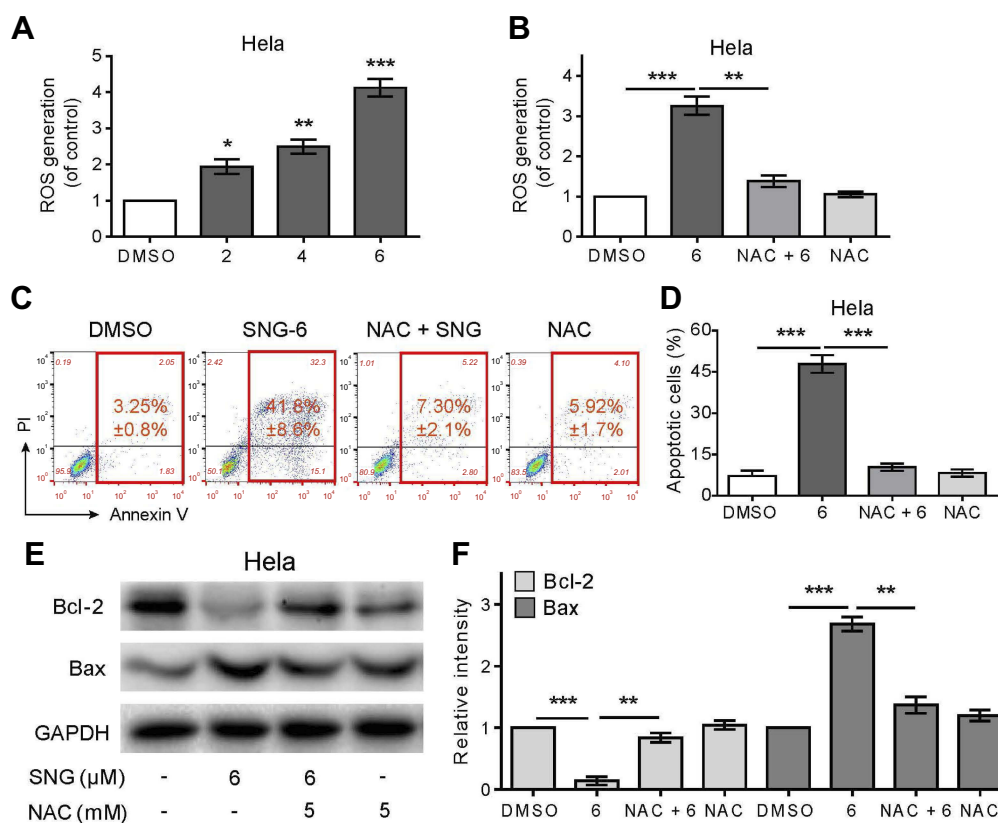 A
Hela
ROS generation
(of control)
5
4
3
2
1
0
*
**
***
DMSO 2 4 6
B
Hela
ROS generation
(of control)
4
3
2
1
0
*** **
DMSO 6 NAC + 6 NAC
C
DMSO SNG-6 NAC + SNG NAC
0.19 2.05
3.25%
±0.8%
1.83
2.42 32.3
41.8%
±8.6%
15.1
1.01 5.22
7.30%
±2.1%
80.9 2.80
0.39 4.10
5.92%
±1.7%
2.01
PI
Annexin V
D
Hela
Apoptotic cells (%)
60
45
30
15
0
*** ***
DMSO 6 NAC + 6 NAC
E
Hela
Bcl-2
Bax
GAPDH
SNG (µM) - 6 6 -
NAC (mM) - - 5 5
F
Bcl-2
Bax
Relative intensity
3
2
1
0
*** **
*** **
DMSO 6 NAC + 6 NAC DMSO 6 NAC + 6 NAC